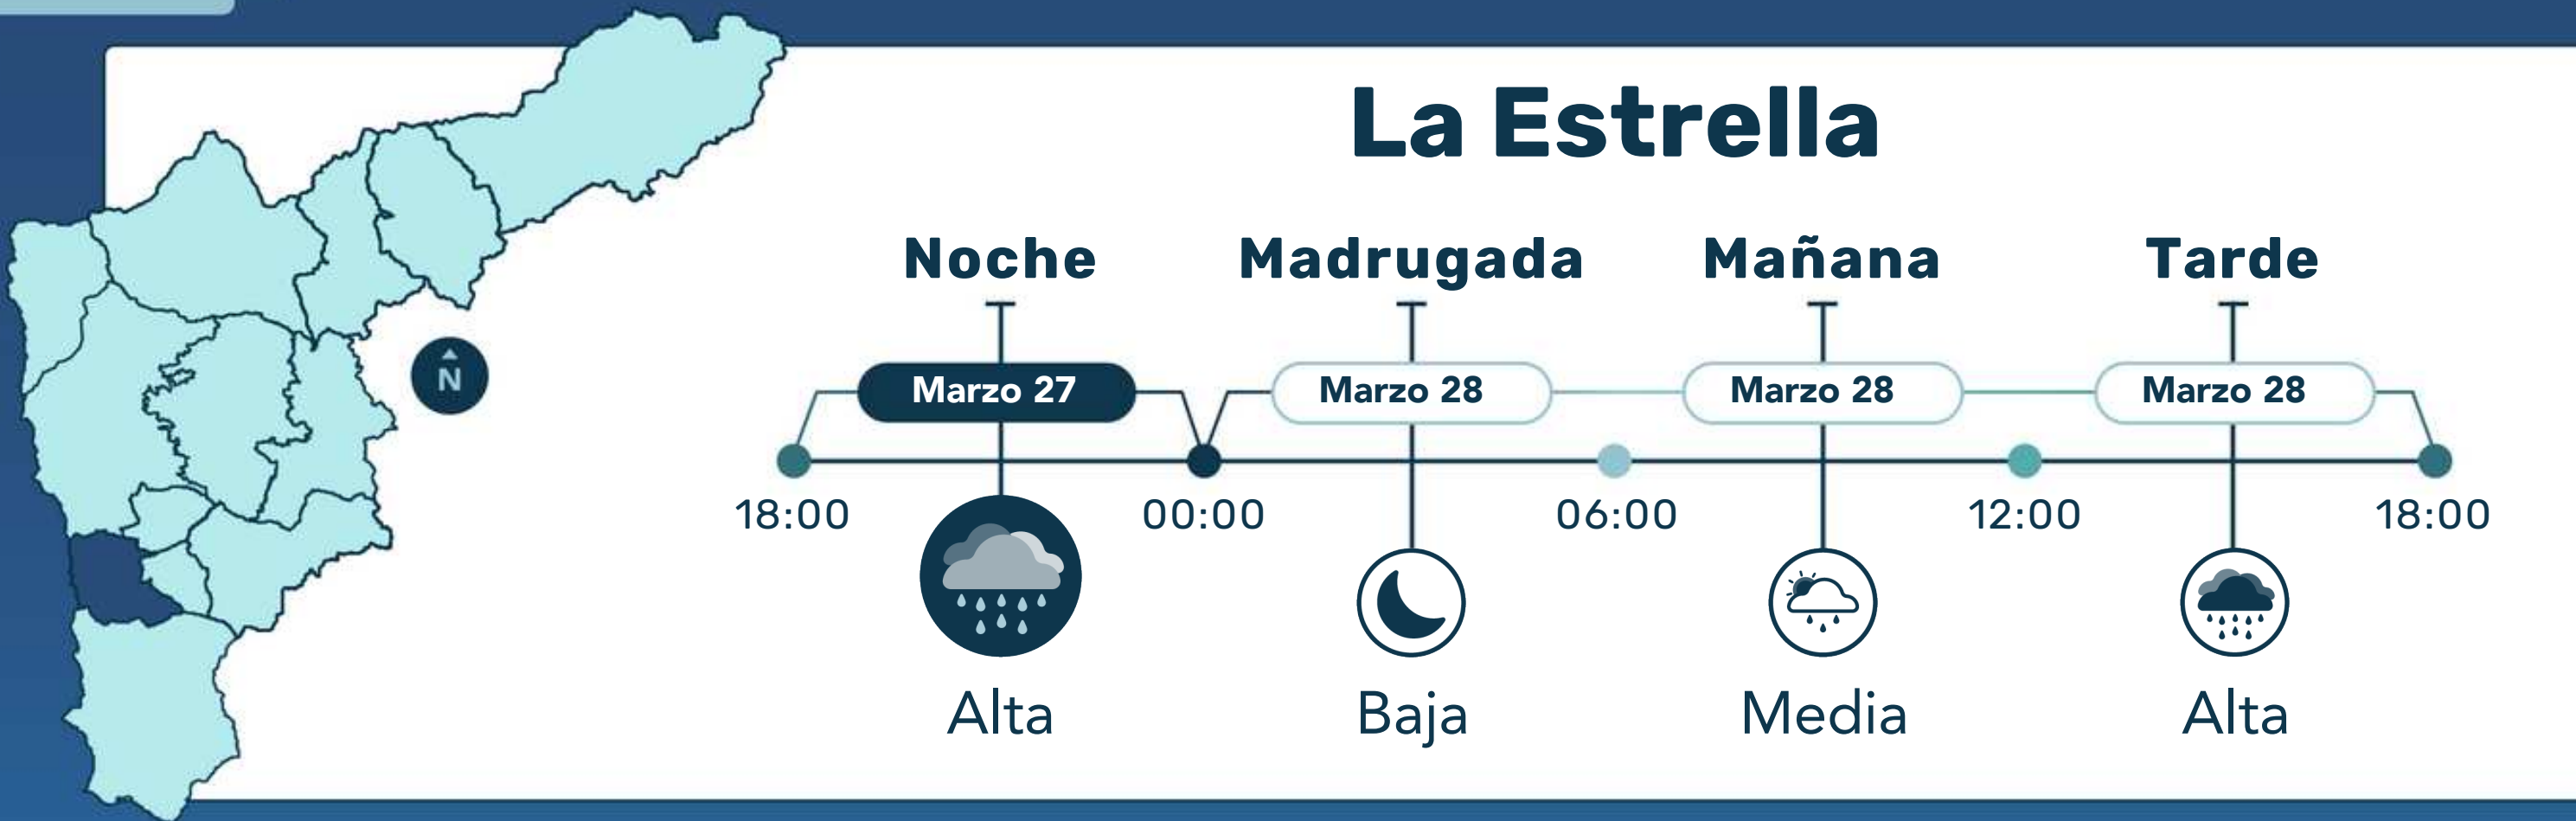 La Estrella
Noche Madrugada Mañana Tarde
N
Marzo 27 Marzo 28 Marzo 28 Marzo 28
18:00 00:00 06:00 12:00 18:00
Alta Baja Media Alta